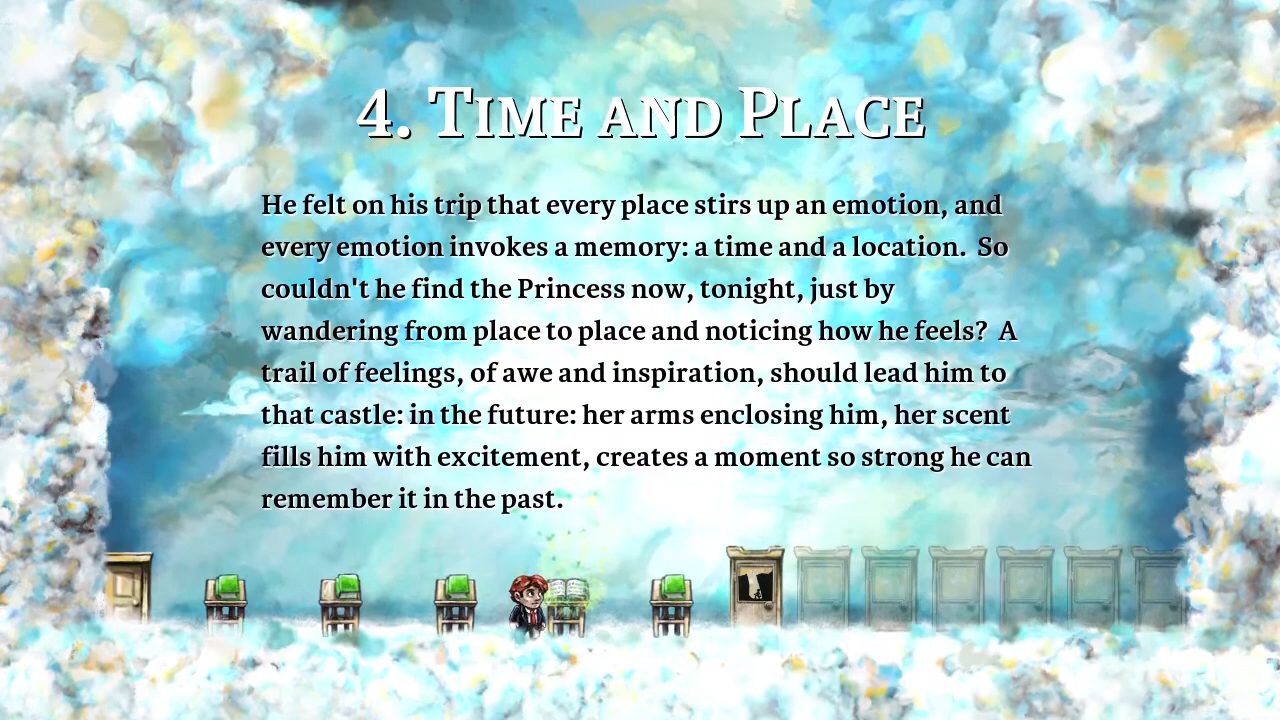 4. Time and Place
He felt on his trip that every place stirs up an emotion, and
every emotion invokes a memory: a time and a location.  So
couldn't he find the Princess now, tonight, just by
wandering from place to place and noticing how he feels?  A
trail of feelings, of awe and inspiration, should lead him to
that castle: in the future: her arms enclosing him, her scent
fills him with excitement, creates a moment so strong he can
remember it in the past.